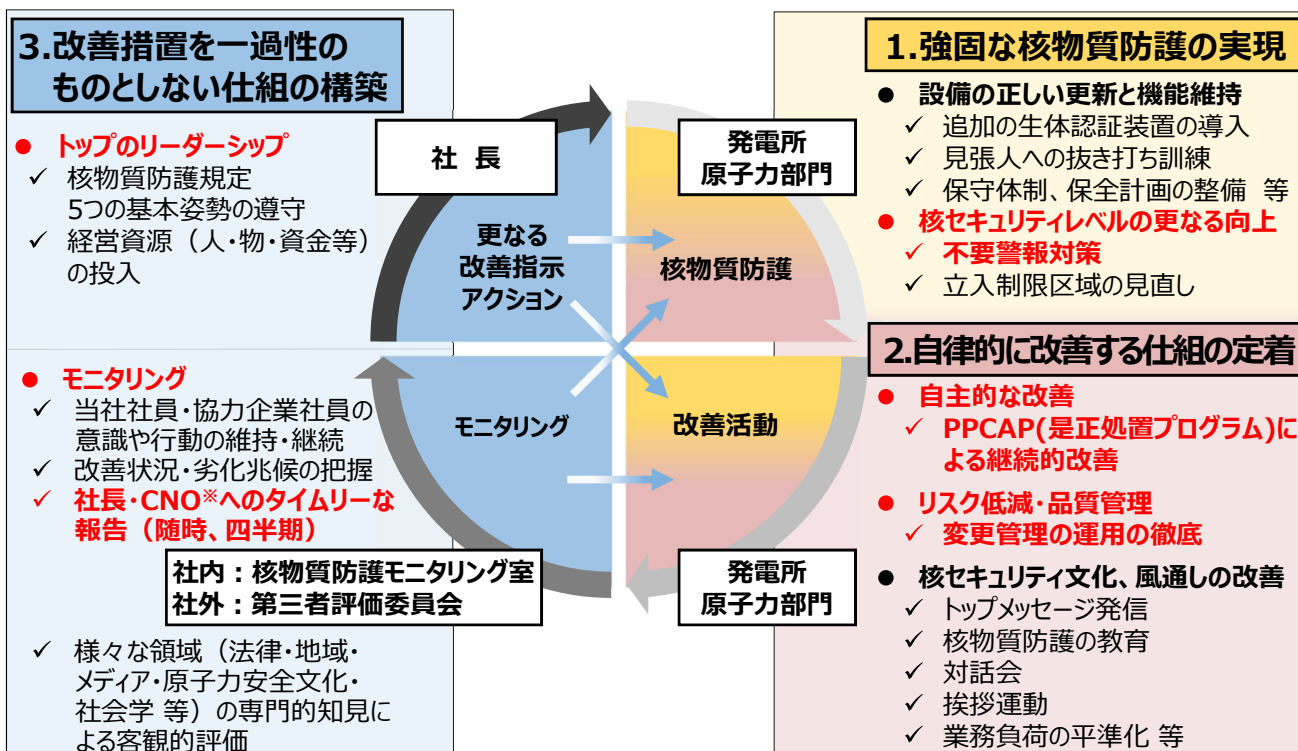 3.改善措置を一過性の
ものとしない仕組の構築
● トップのリーダーシップ
✓ 核物質防護規定
5つの基本姿勢の遵守
✓ 経営資源（人・物・資金等）
の投入
● モニタリング
✓ 当社社員・協力企業社員の
意識や行動の維持・継続
✓ 改善状況・劣化兆候の把握
✓ 社長・CNO※へのタイムリーな
報告（随時、四半期）
社内：核物質防護モニタリング室
社外：第三者評価委員会
✓ 様々な領域（法律・地域・
メディア・原子力安全文化・
社会学 等）の専門的知見に
よる客観的評価
社 長
発電所
原子力部門
更なる
改善指示
アクション
核物質防護
モニタリング
改善活動
発電所
原子力部門
1.強固な核物質防護の実現
● 設備の正しい更新と機能維持
✓ 追加の生体認証装置の導入
✓ 見張人への抜き打ち訓練
✓ 保守体制、保全計画の整備 等
● 核セキュリティレベルの更なる向上
✓ 不要警報対策
✓ 立入制限区域の見直し
2.自律的に改善する仕組の定着
● 自主的な改善
✓ PPCAP(是正処置プログラム)に
よる継続的改善
● リスク低減・品質管理
✓ 変更管理の運用の徹底
● 核セキュリティ文化、風通しの改善
✓ トップメッセージ発信
✓ 核物質防護の教育
✓ 対話会
✓ 挨拶運動
✓ 業務負荷の平準化 等